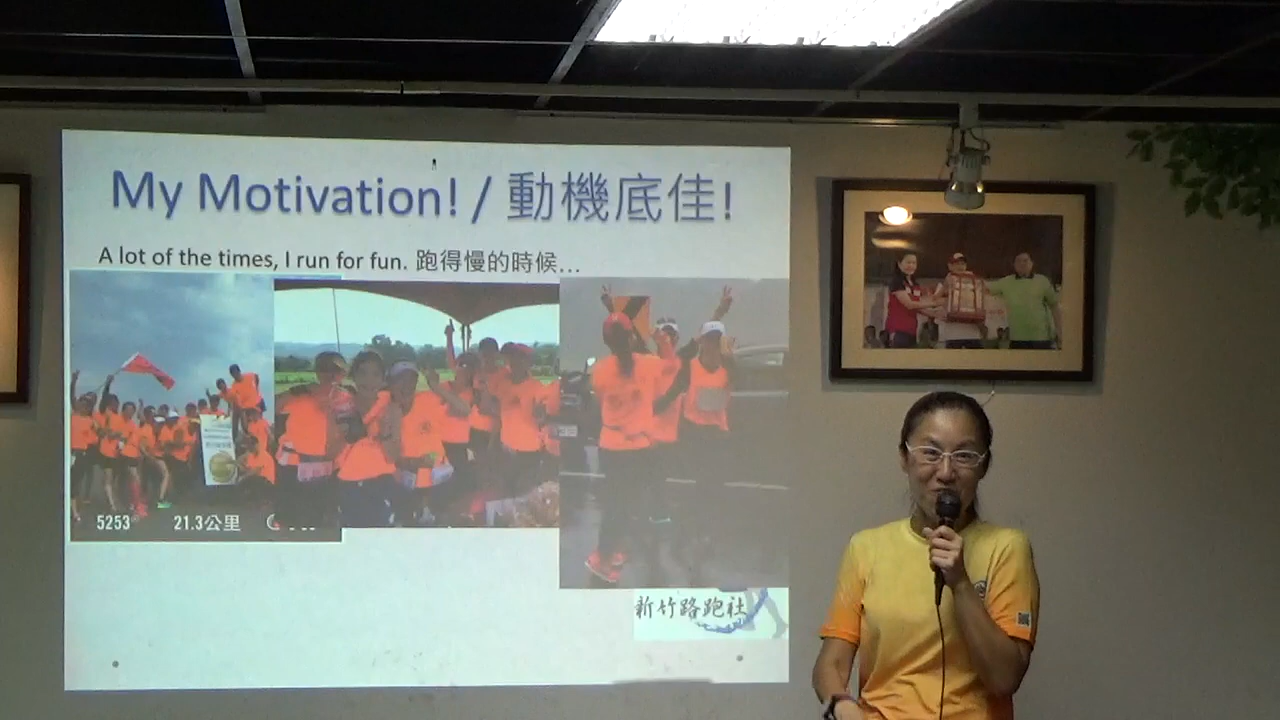 My Motivation! / 動機底佳!
A lot of the times, I run for fun. 跑得慢的時候…
5253
21.3公里
新竹路跑社